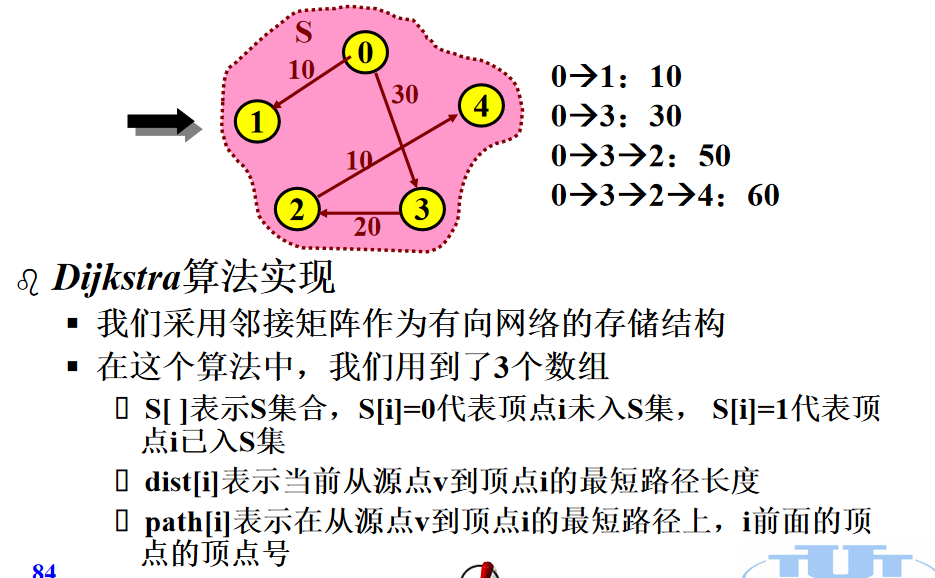 S
0
10
30
0→1：10
4
0→3：30
1
10
0→3→2：50
2
3
0→3→2→4：60
20
Dijkstra算法实现
我们采用邻接矩阵作为有向网络的存储结构
在这个算法中，我们用到了3个数组
S[ ]表示S集合，S[i]=0代表顶点i未入S集， S[i]=1代表顶
点i已入S集
dist[i]表示当前从源点v到顶点i的最短路径长度
path[i]表示在从源点v到顶点i的最短路径上，i前面的顶
点的顶点号
84
TUT